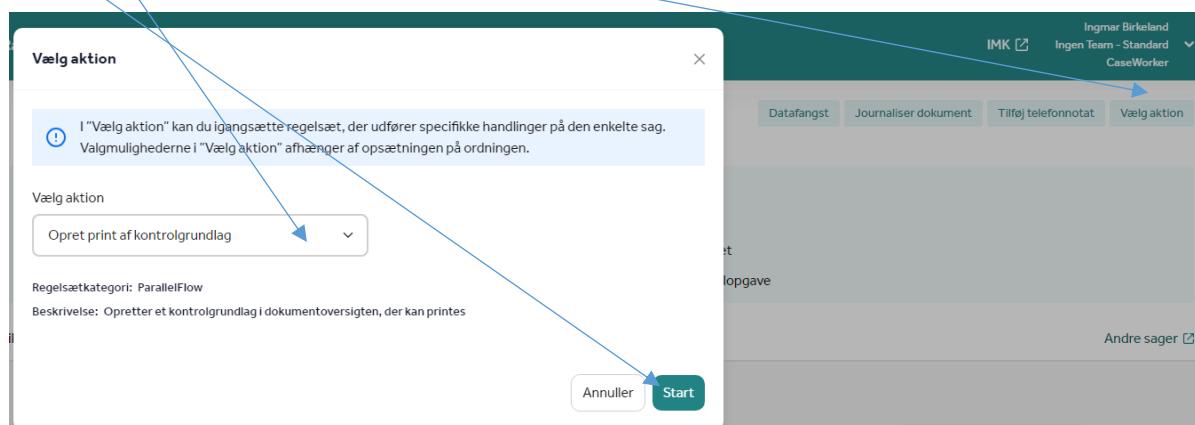 Ingmar Birkeland
IMK Ingen Team - Standard
CaseWorker
Vælg aktion
Datafangst Journaliser dokument Tilføj telefonnotat Vælg aktion
I "Vælg aktion" kan du igangsætte regelsæt, der udfører specifikke handlinger på den enkelte sag.
Valgmulighederne i "Vælg aktion" afhænger af opsætningen på ordningen.
Vælg aktion
Opret print af kontrolgrundlag
et
lopgave
Regelsætkategori: ParallelFlow
Beskrivelse: Opretter et kontrolgrundlag i dokumentoversigten, der kan printes
Andre sager
Annuller Start